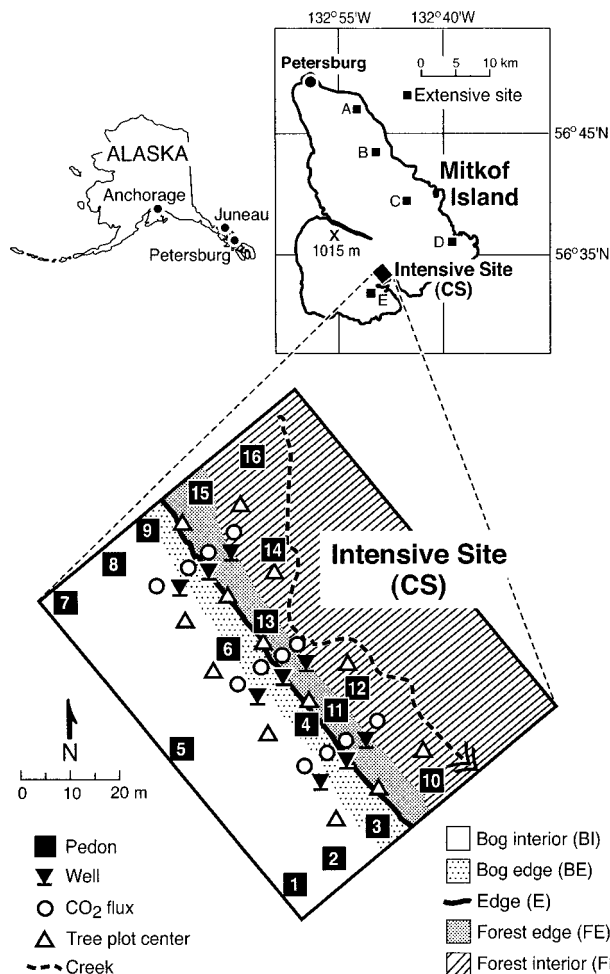 132°55'W 132°40'W
Petersburg
0 5 10 km
■ Extensive site
A
B
C
D
E
56°45'N
56°35'N
Mitkof
Island
X
1015 m
Intensive Site
(CS)
ALASKA
Anchorage
Juneau
Petersburg
16
15
14
9
8
7
13
6
12
11
4
5
10
3
2
1
Intensive Site
(CS)
N
0 10 20 m
Pedon
Well
CO2 flux
Tree plot center
Creek
Bog interior (BI)
Bog edge (BE)
Edge (E)
Forest edge (FE)
Forest interior (F